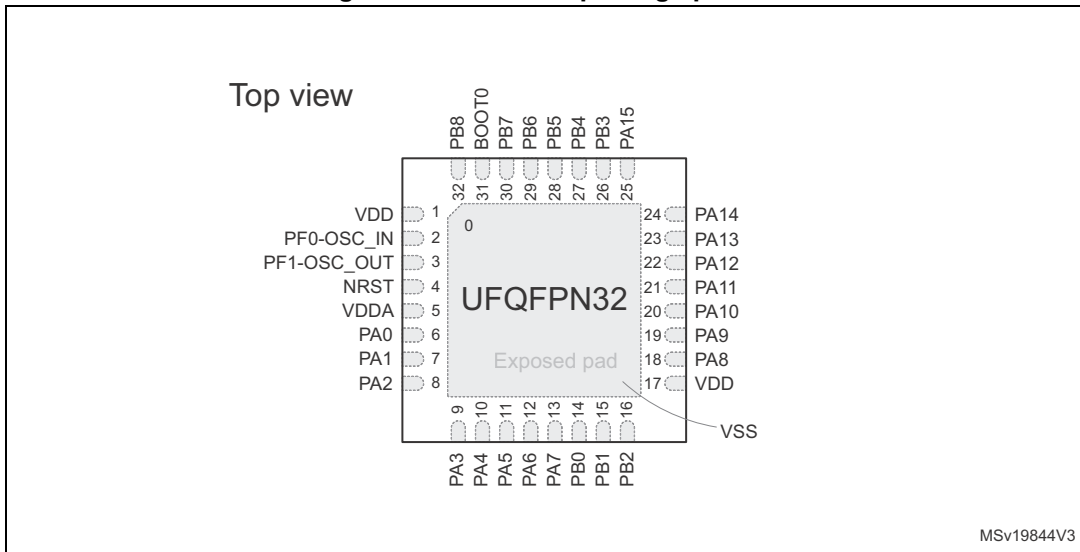 Top view
PB8
BOOT0
PB7
PB6
PB5
PB4
PB3
PA15
32
31
30
29
28
27
26
25
VDD 1
PF0-OSC_IN 2
PF1-OSC_OUT 3
NRST 4
VDDA 5
PA0 6
PA1 7
PA2 8
0
UFQFPN32
Exposed pad
24 PA14
23 PA13
22 PA12
21 PA11
20 PA10
19 PA9
18 PA8
17 VDD
VSS
9
10
11
12
13
14
15
16
PA3
PA4
PA5
PA6
PA7
PB0
PB1
PB2
MSv19844V3